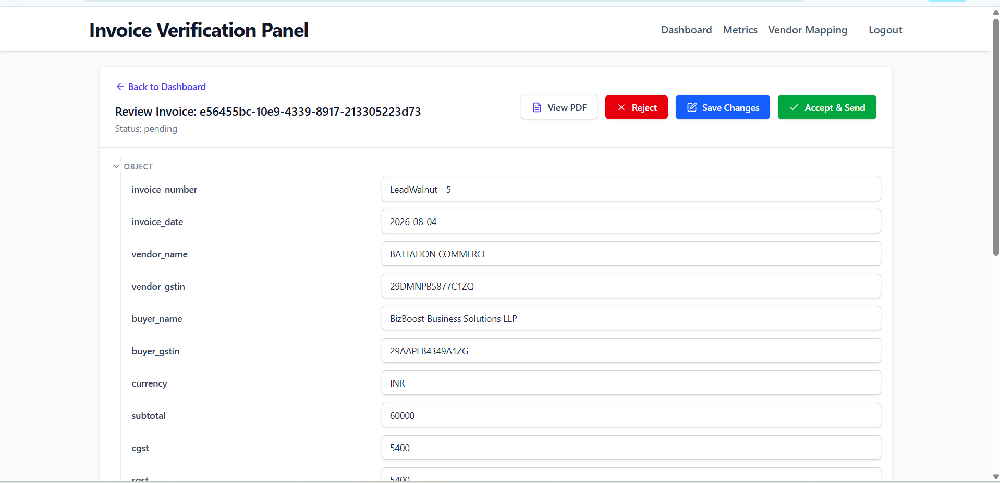 Invoice Verification Panel
Dashboard Metrics Vendor Mapping Logout
Back to Dashboard
Review Invoice: e56455bc-10e9-4339-8917-213305223d73
Status: pending
View PDF
Reject
Save Changes
Accept & Send
OBJECT
invoice_number LeadWalnut - 5
invoice_date 2026-08-04
vendor_name BATTALION COMMERCE
vendor_gstin 29DMNPB5877C1ZQ
buyer_name BizBoost Business Solutions LLP
buyer_gstin 29AAPFB4349A1ZG
currency INR
subtotal 60000
cgst 5400
sgst 5400